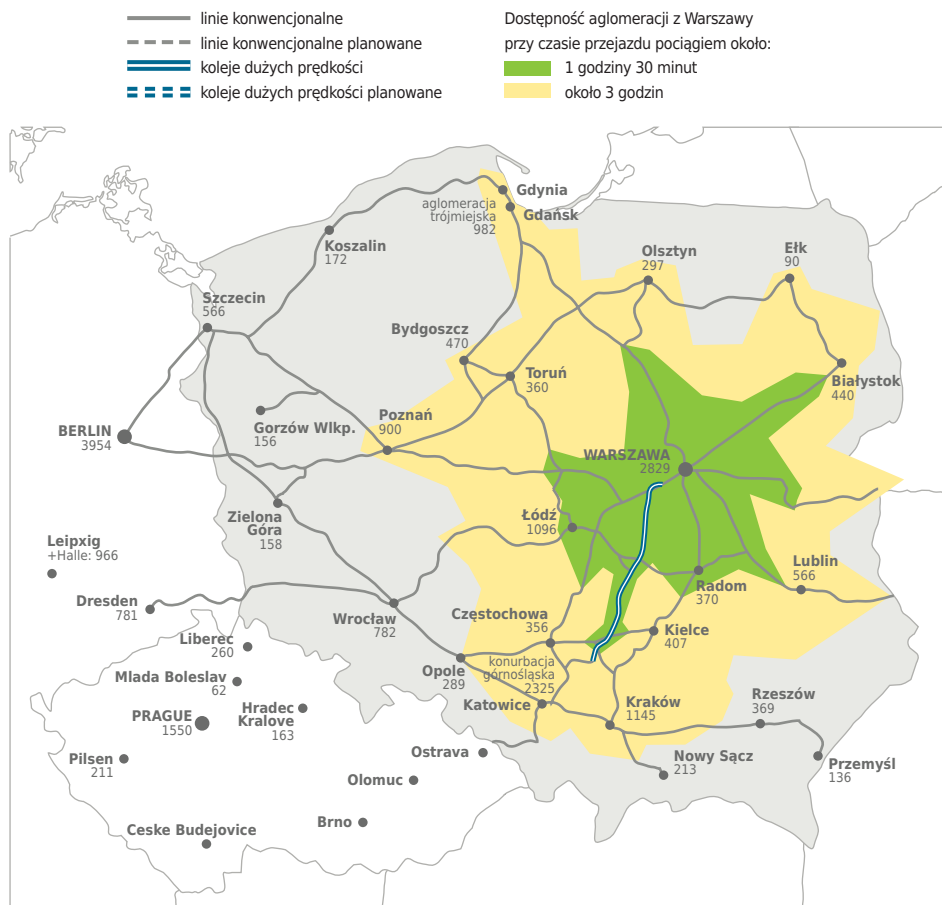 linie konwencjonalne
linie konwencjonalne planowane
koleje dużych prędkości
koleje dużych prędkości planowane
Dostępność aglomeracji z Warszawy
przy czasie przejazdu pociągiem około:
1 godziny 30 minut
około 3 godzin
Gdynia
aglomeracja
trójmiejska
982
Gdańsk
Koszalin
172
Olsztyn
297
Ełk
90
Szczecin
566
Bydgoszcz
470
Toruń
360
Białystok
440
BERLIN
3954
Gorzów Wlkp.
156
Poznań
900
WARSZAWA
2829
Zielona
Góra
158
Łódź
1096
Leipxig
+Halle: 966
Lublin
566
Dresden
781
Wrocław
782
Częstochowa
356
Radom
370
Kielce
407
Liberec
260
Opole
289
konurbacja
górnośląska
2325
Katowice
Mlada Boleslav
62
PRAGUE
1550
Hradec
Kralove
163
Kraków
1145
Rzeszów
369
Pilsen
211
Ostrava
Nowy Sącz
213
Przemyśl
136
Olomuc
Brno
Ceske Budejovice